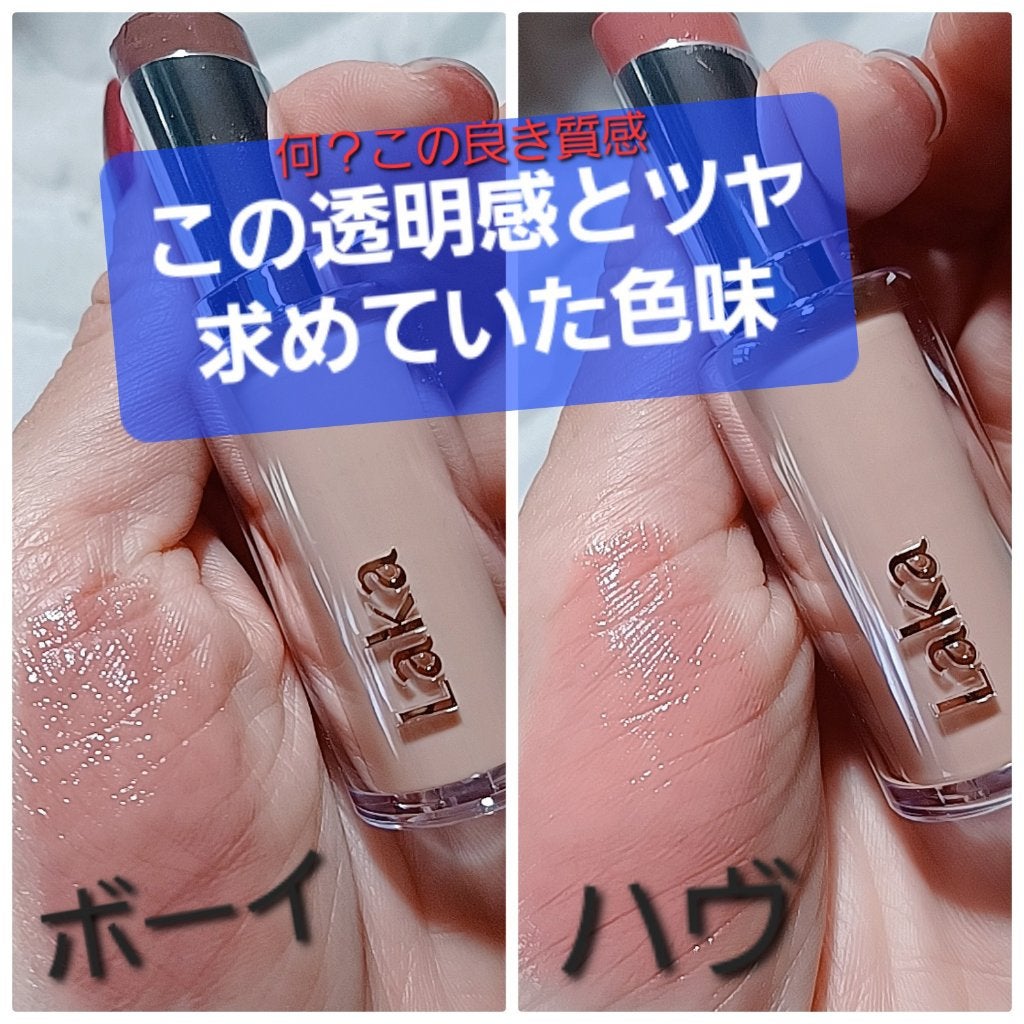 何？この良き質感
この透明感とツヤ
求めていた色味
Laka
Laka
ボーイ
ハヴ